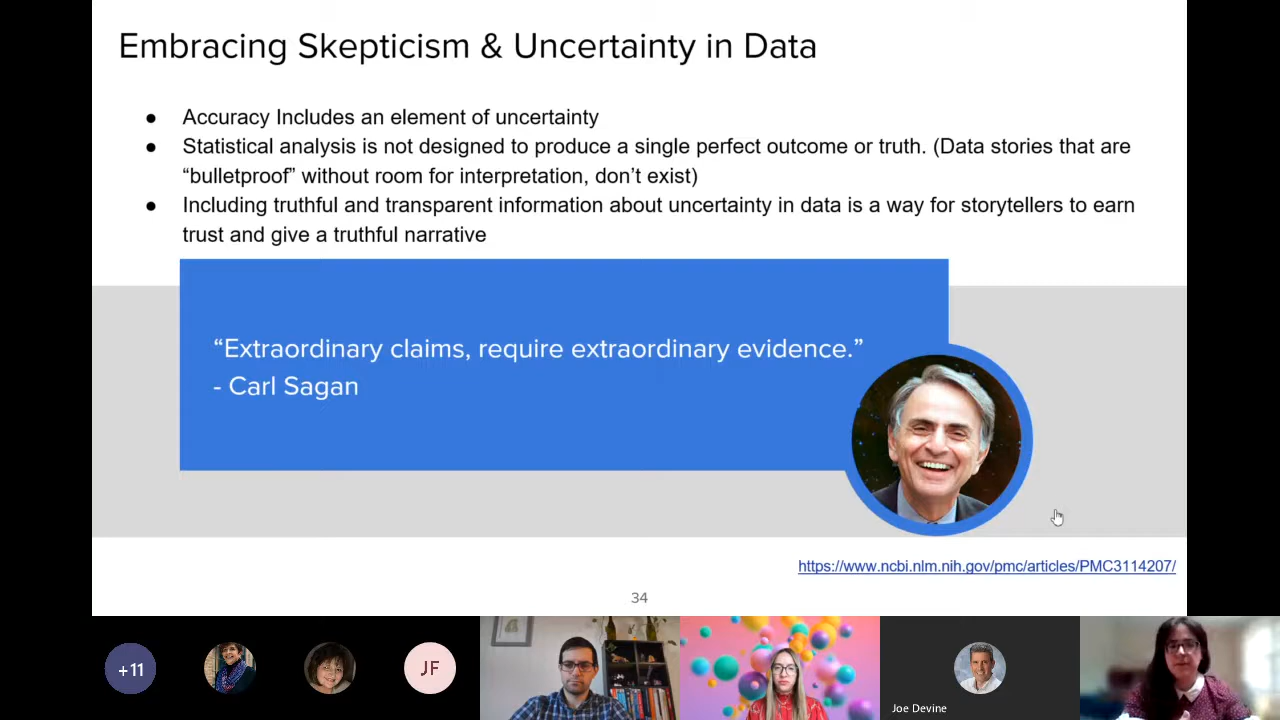 Embracing Skepticism & Uncertainty in Data
● Accuracy Includes an element of uncertainty
● Statistical analysis is not designed to produce a single perfect outcome or truth. (Data stories that are
“bulletproof” without room for interpretation, don’t exist)
● Including truthful and transparent information about uncertainty in data is a way for storytellers to earn
trust and give a truthful narrative
“Extraordinary claims, require extraordinary evidence.”
- Carl Sagan
https://www.ncbi.nlm.nih.gov/pmc/articles/PMC3114207/
34
+11
JF
Joe Devine